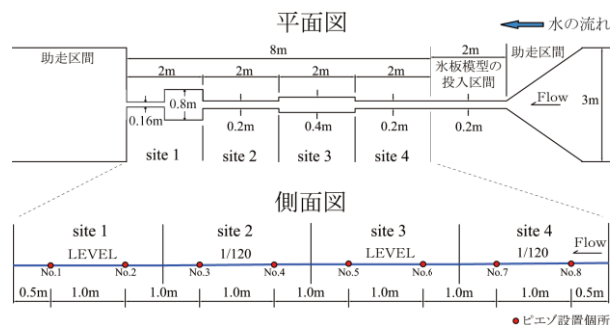 平面図
水の流れ
8m
2m
助走区間
助走区間
2m 2m 2m 2m
氷板模型の
投入区間
Flow
3m
0.8m
0.16m
0.2m 0.4m 0.2m 0.2m
site 1 site 2 site 3 site 4
側面図
site 1 site 2 site 3 site 4
LEVEL 1/120 LEVEL 1/120
Flow
No.1 No.2 No.3 No.4 No.5 No.6 No.7 No.8
0.5m 1.0m 1.0m 1.0m 1.0m 1.0m 1.0m 1.0m 0.5m
ピエゾ設置個所